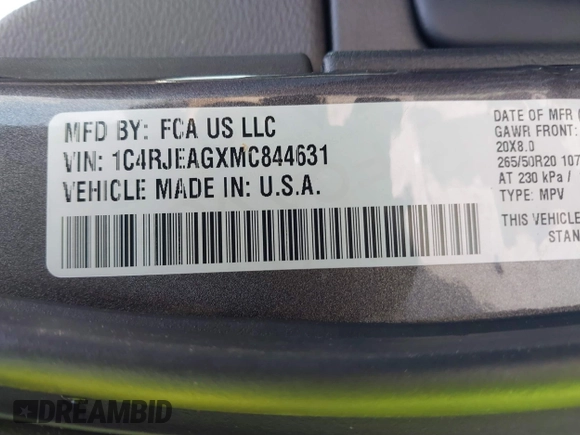 MFD BY: FCA US LLC
VIN: 1C4RJEAGXMC844631
VEHICLE MADE IN: U.S.A.
DATE OF MFR
GAWR FRONT:
20X8.0
265/50R20 107
AT 230 kPa /
TYPE: MPV
THIS VEHICLE
STAN
DREAMBID